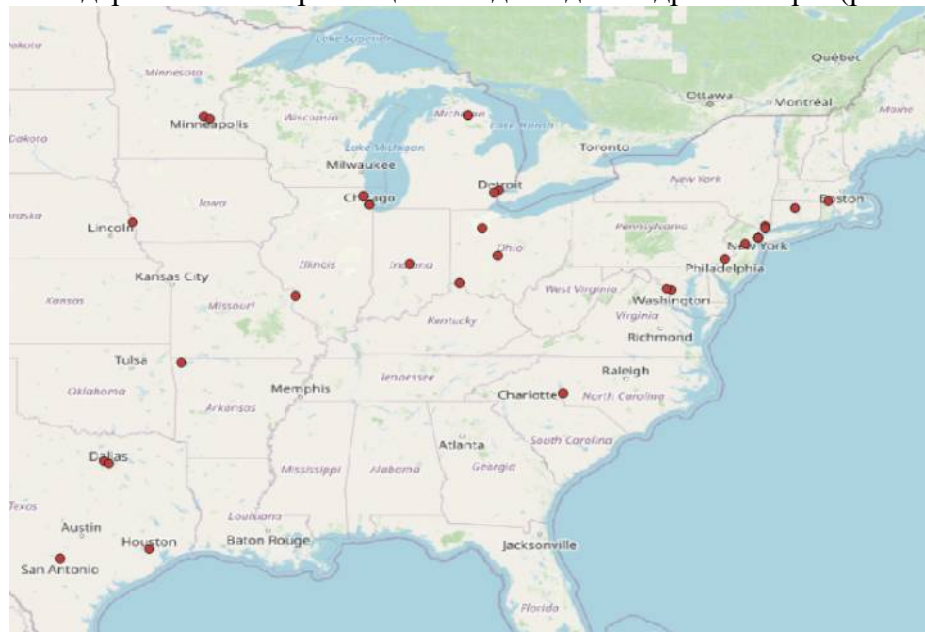 Lake Superior
Québec
Minnesota
Ottawa
Montréal
Maine
Minneapolis
Wisconsin
Michigan
Lake Huron
Dakota
Lake Michigan
Toronto
Milwaukee
New York
Detroit
Chicago
Boston
Iowa
Lincoln
Pennsylvania
New York
Ohio
Illinois
Indiana
Philadelphia
Kansas City
West Virginia
Washington
Kansas
Missouri
Virginia
Kentucky
Richmond
Tulsa
Raleigh
Tennessee
Oklahoma
Memphis
Charlotte
North Carolina
Arkansas
Atlanta
South Carolina
Dallas
Mississippi
Alabama
Georgia
Texas
Louisiana
Austin
Houston
Baton Rouge
Jacksonville
San Antonio
Florida